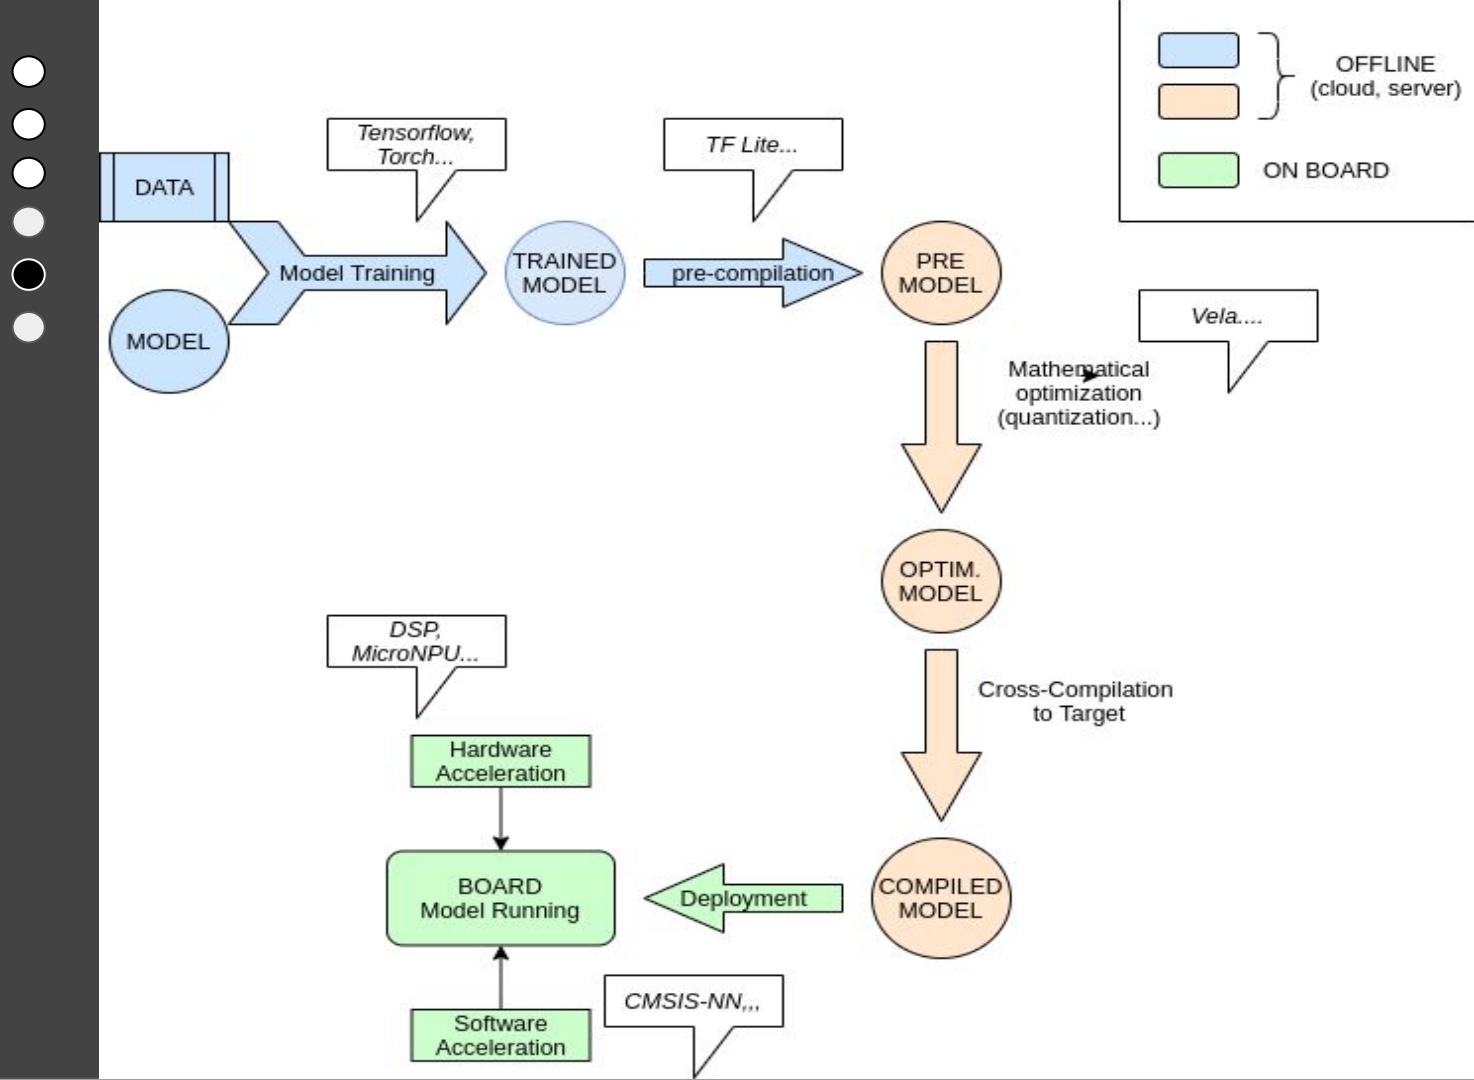 OFFLINE
(cloud, server)
ON BOARD
Tensorflow,
Torch...
TF Lite...
DATA
Model Training
TRAINED
MODEL
pre-compilation
PRE
MODEL
MODEL
Vela....
Mathematical
optimization
(quantization...)
OPTIM.
MODEL
DSP,
MicroNPU...
Cross-Compilation
to Target
Hardware
Acceleration
BOARD
Model Running
Deployment
COMPILED
MODEL
CMSIS-NN,,,
Software
Acceleration